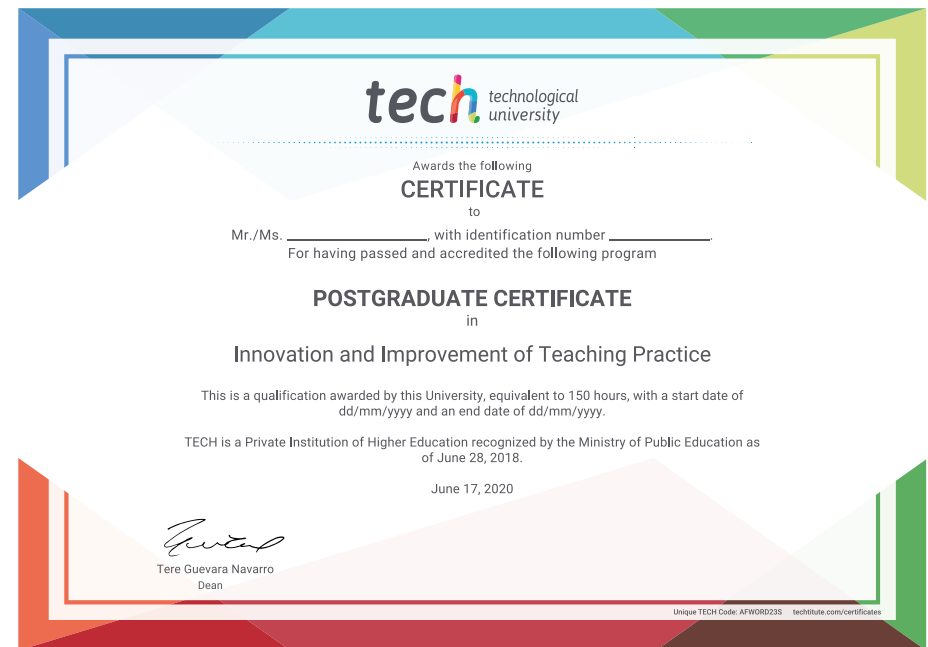 tech technological
university
Awards the following
CERTIFICATE
to
Mr./Ms. ____________________, with identification number ______________.
For having passed and accredited the following program
POSTGRADUATE CERTIFICATE
in
Innovation and Improvement of Teaching Practice
This is a qualification awarded by this University, equivalent to 150 hours, with a start date of
dd/mm/yyyy and an end date of dd/mm/yyyy.
TECH is a Private Institution of Higher Education recognized by the Ministry of Public Education as
of June 28, 2018.
June 17, 2020
Tere Guevara Navarro
Dean
Unique TECH Code: AFWORD23S techtitute.com/certificates